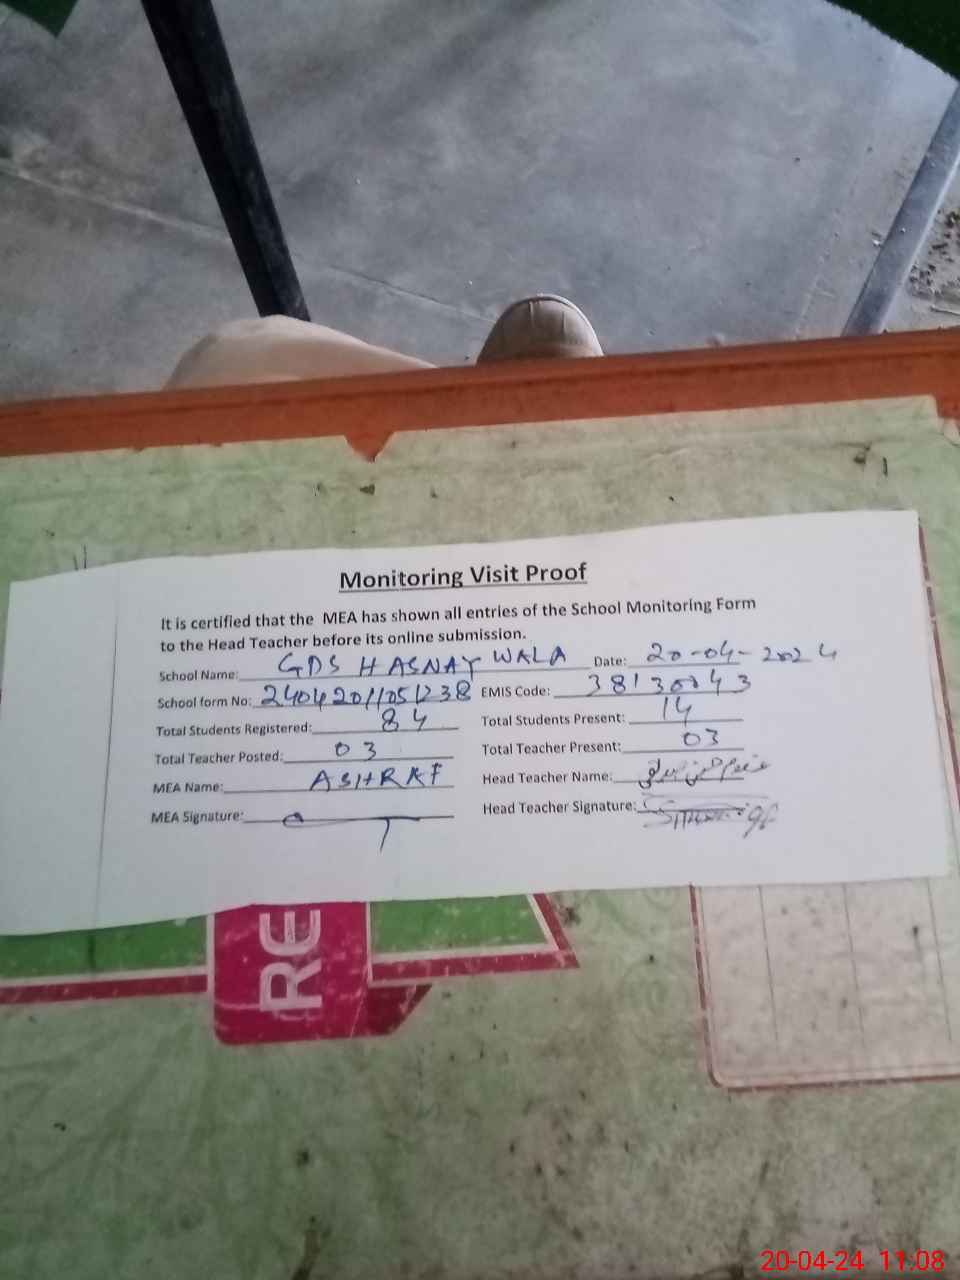 Monitoring Visit Proof
It is certified that the MEA has shown all entries of the School Monitoring Form
to the Head Teacher before its online submission.
School Name: GDS HASNAY WALA Date: 20-04-2024
School form No: 24042011051238 EMIS Code: 38130043
Total Students Registered: 84 Total Students Present: 14
Total Teacher Posted: 03 Total Teacher Present: 03
MEA Name: ASHRAF Head Teacher Name:
MEA Signature: Head Teacher Signature:
RE
20-04-24 11:08